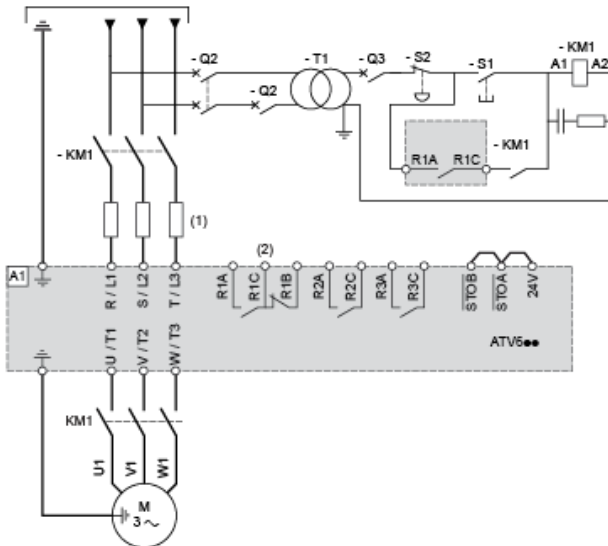 - Q2
- T1
- Q3
- S2
- S1
- KM1
A1
A2
- Q2
- KM1
- KM1
R1A
R1C
(1)
(2)
A1
R / L1
S / L2
T / L3
R1A
R1C
R1B
R2A
R2C
R3A
R3C
STOB
STOA
24V
U / T1
V / T2
W / T3
ATV6●●
KM1
U1
V1
W1
M
3 ~